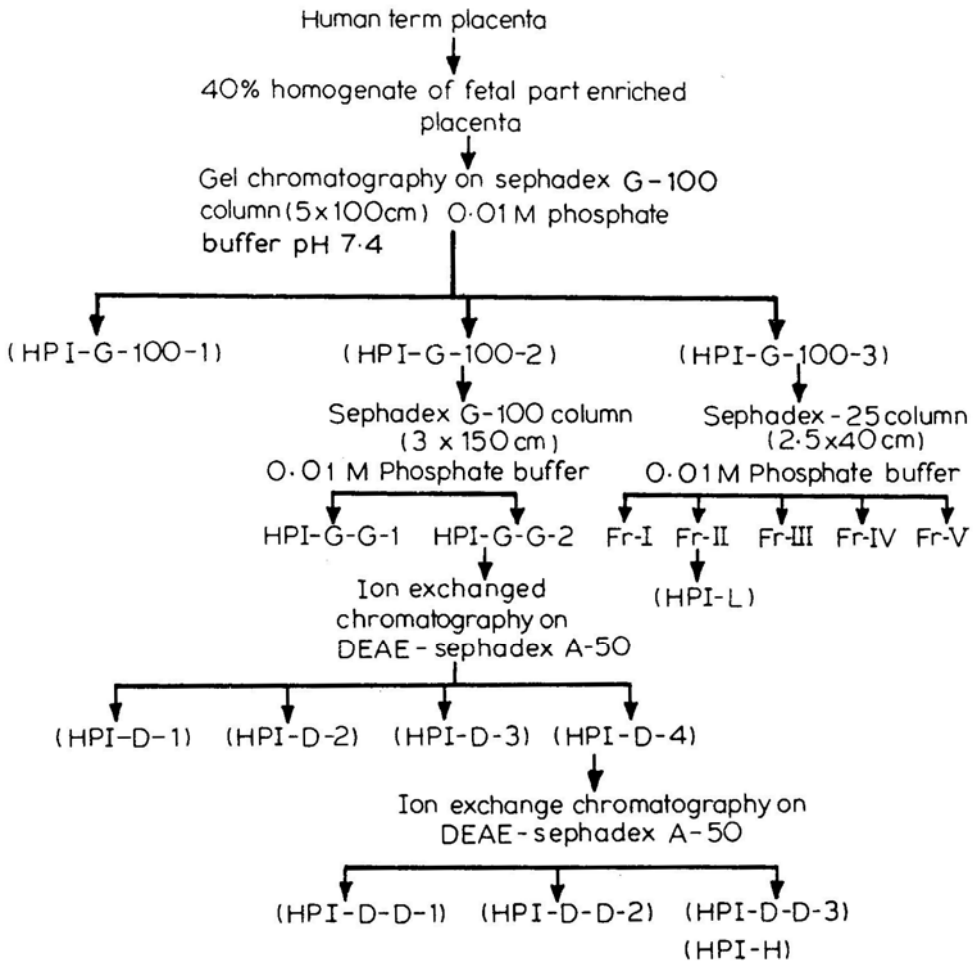 Human term placenta
40% homogenate of fetal part enriched
placenta
Gel chromatography on sephadex G-100
column (5 x 100cm) 0.01 M phosphate
buffer pH 7.4
(HPI-G-100-1) (HPI-G-100-2) (HPI-G-100-3)
Sephadex G-100 column Sephadex - 25 column
(3 x 150 cm) (2.5x40cm)
0.01 M Phosphate buffer 0.01 M Phosphate buffer
HPI-G-G-1 HPI-G-G-2 Fr-I Fr-II Fr-III Fr-IV Fr-V
Ion exchanged (HPI-L)
chromatography on
DEAE - sephadex A-50
(HPI-D-1) (HPI-D-2) (HPI-D-3) (HPI-D-4)
Ion exchange chromatography on
DEAE - sephadex A-50
(HPI-D-D-1) (HPI-D-D-2) (HPI-D-D-3)
(HPI-H)